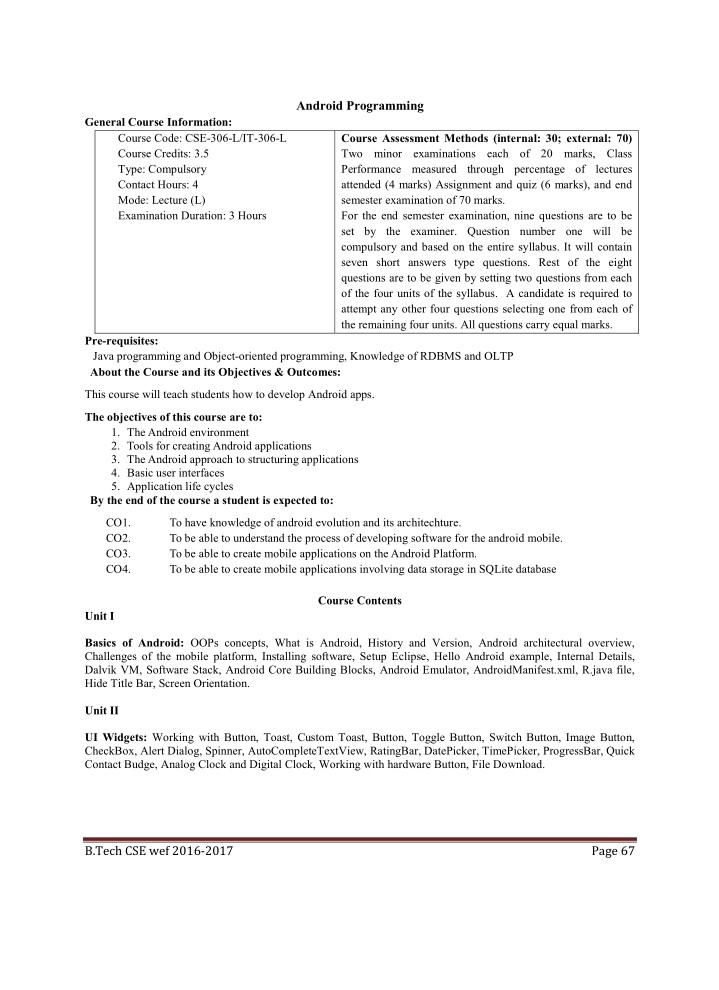 Android Programming
General Course Information:
Course Code: CSE-306-L/IT-306-L
Course Credits: 3.5
Type: Compulsory
Contact Hours: 4
Mode: Lecture (L)
Examination Duration: 3 Hours
Course Assessment Methods (internal: 30; external: 70)
Two minor examinations each of 20 marks, Class
Performance measured through percentage of lectures
attended (4 marks) Assignment and quiz (6 marks), and end
semester examination of 70 marks.
For the end semester examination, nine questions are to be
set by the examiner. Question number one will be
compulsory and based on the entire syllabus. It will contain
seven short answers type questions. Rest of the eight
questions are to be given by setting two questions from each
of the four units of the syllabus. A candidate is required to
attempt any other four questions selecting one from each of
the remaining four units. All questions carry equal marks.
Pre-requisites:
Java programming and Object-oriented programming, Knowledge of RDBMS and OLTP
About the Course and its Objectives & Outcomes:
This course will teach students how to develop Android apps.
The objectives of this course are to:
1. The Android environment
2. Tools for creating Android applications
3. The Android approach to structuring applications
4. Basic user interfaces
5. Application life cycles
By the end of the course a student is expected to:
CO1. To have knowledge of android evolution and its architechture.
CO2. To be able to understand the process of developing software for the android mobile.
CO3. To be able to create mobile applications on the Android Platform.
CO4. To be able to create mobile applications involving data storage in SQLite database
Course Contents
Unit I
Basics of Android: OOPs concepts, What is Android, History and Version, Android architectural overview,
Challenges of the mobile platform, Installing software, Setup Eclipse, Hello Android example, Internal Details,
Dalvik VM, Software Stack, Android Core Building Blocks, Android Emulator, AndroidManifest.xml, R.java file,
Hide Title Bar, Screen Orientation.
Unit II
UI Widgets: Working with Button, Toast, Custom Toast, Button, Toggle Button, Switch Button, Image Button,
CheckBox, Alert Dialog, Spinner, AutoCompleteTextView, RatingBar, DatePicker, TimePicker, ProgressBar, Quick
Contact Budge, Analog Clock and Digital Clock, Working with hardware Button, File Download.
B.Tech CSE wef 2016-2017 Page 67